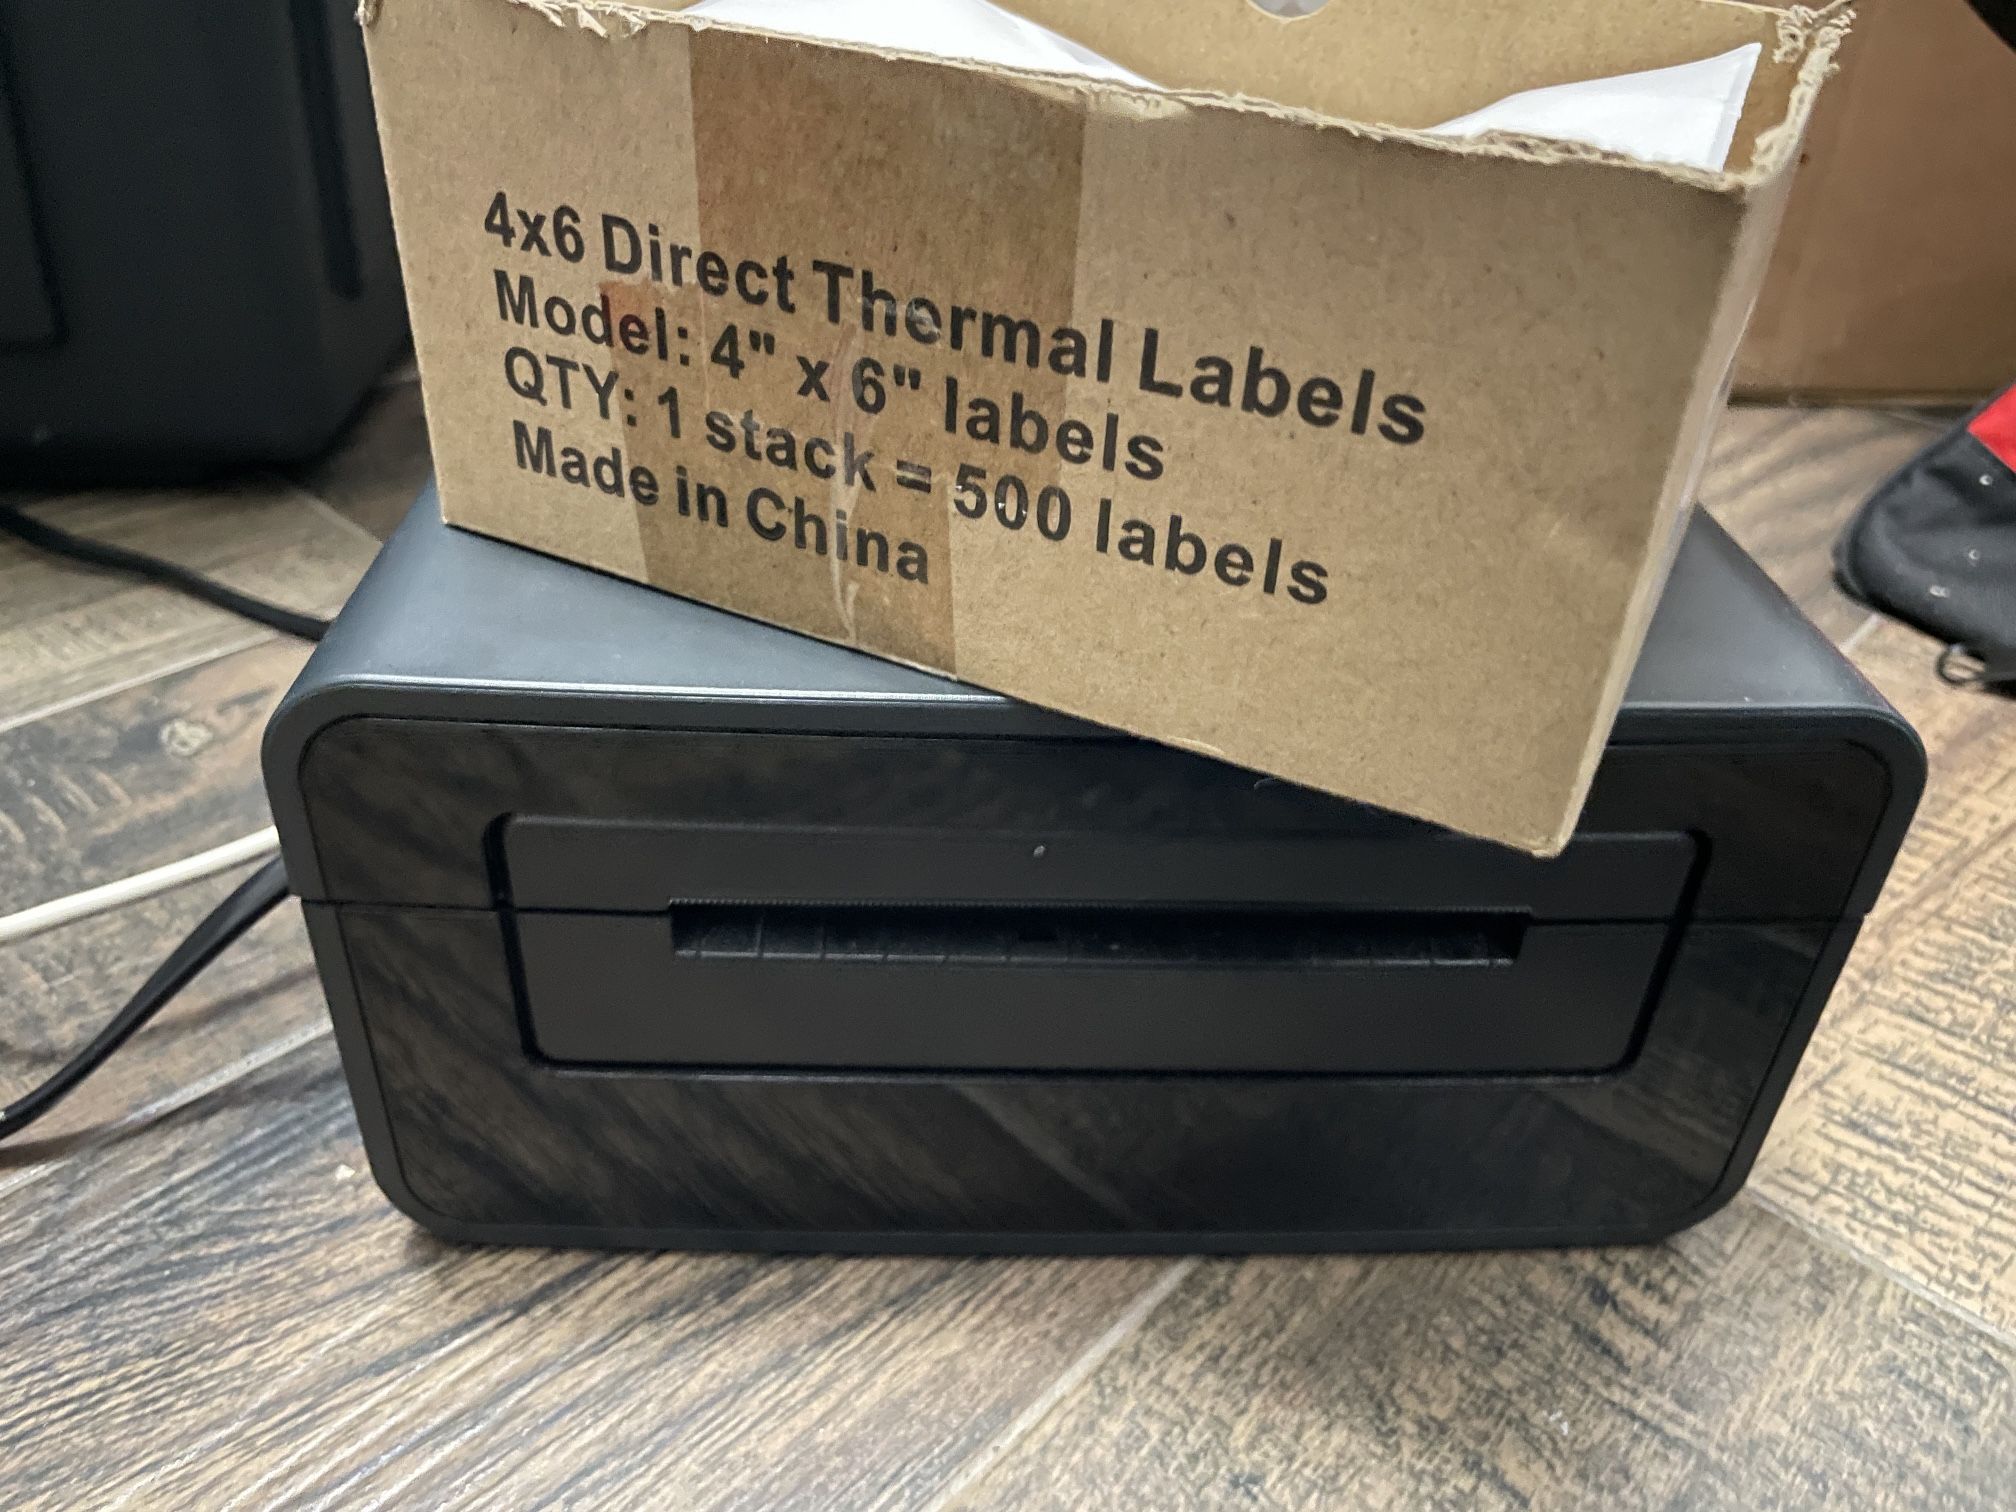 4x6 Direct Thermal Labels
Model: 4" x 6" labels
QTY: 1 stack = 500 labels
Made in China